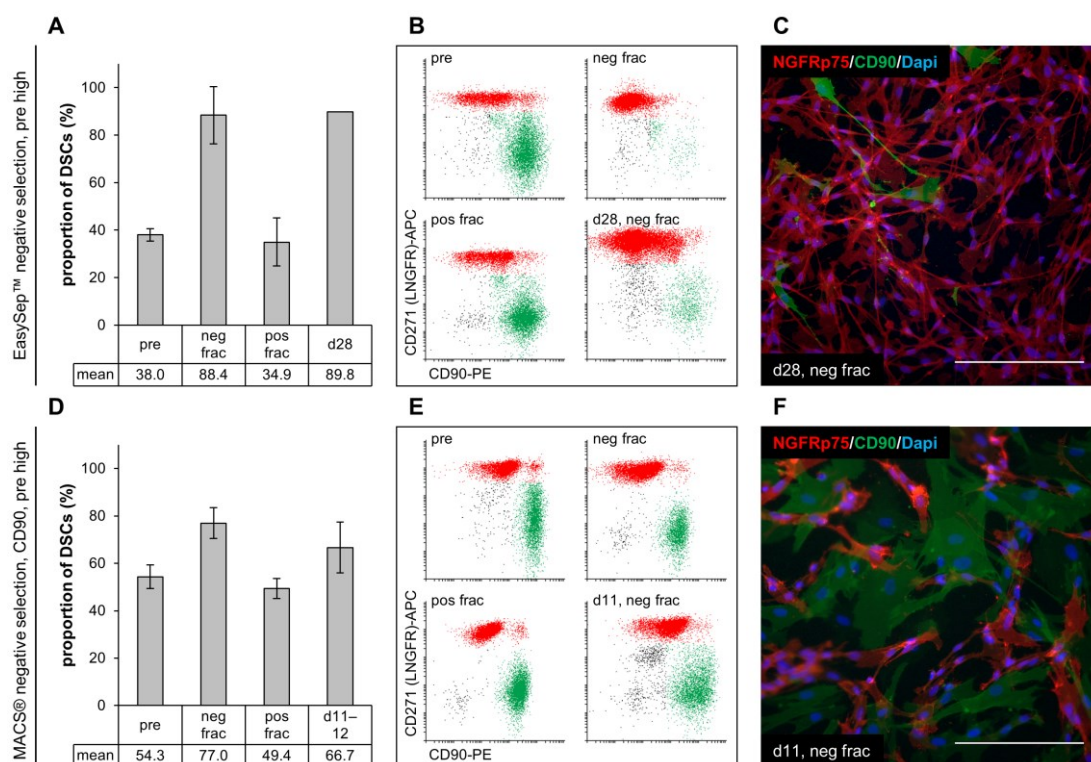 A
EasySep™ negative selection, pre high
proportion of DSCs (%)
100
80
60
40
20
0
pre
neg frac
pos frac
d28
mean 38.0 88.4 34.9 89.8
B
pre
neg frac
pos frac
d28, neg frac
CD271 (LNGFR)-APC
CD90-PE
C
NGFRp75/CD90/Dapi
d28, neg frac
D
MACS® negative selection, CD90, pre high
proportion of DSCs (%)
100
80
60
40
20
0
pre
neg frac
pos frac
d11–12
mean 54.3 77.0 49.4 66.7
E
pre
neg frac
pos frac
d11, neg frac
CD271 (LNGFR)-APC
CD90-PE
F
NGFRp75/CD90/Dapi
d11, neg frac